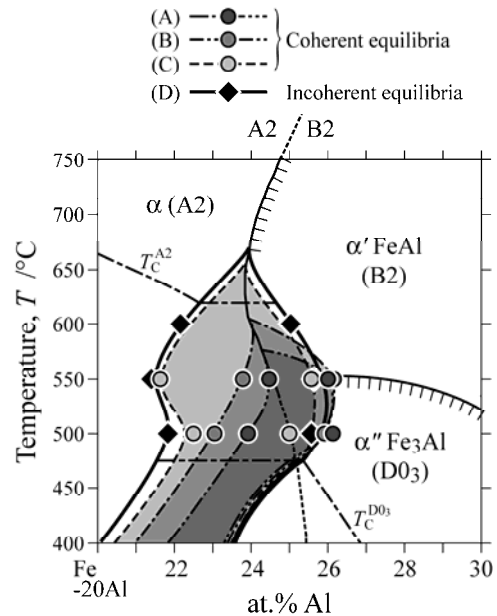 (A)
(B)
(C)
Coherent equilibria
(D) Incoherent equilibria
A2 B2
750
700
650
600
550
500
450
400
Temperature, T /°C
α (A2)
α′ FeAl
(B2)
T_C^A2
α″ Fe₃Al
(D0₃)
T_C^D0₃
Fe 22 24 26 28 30
-20Al
at.% Al